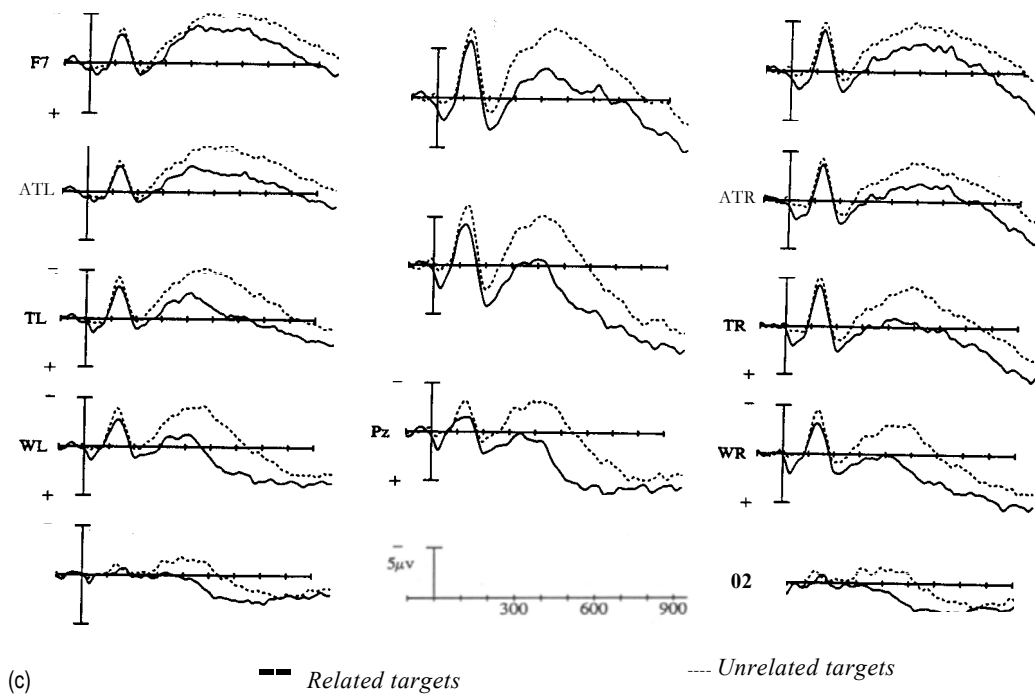 F7
+
ATL
ATR
−
TL
+
TR
+
−
WL
+
−
Pz
+
−
WR
+
−
−
5μv
300 600 900
02
(c) Related targets Unrelated targets